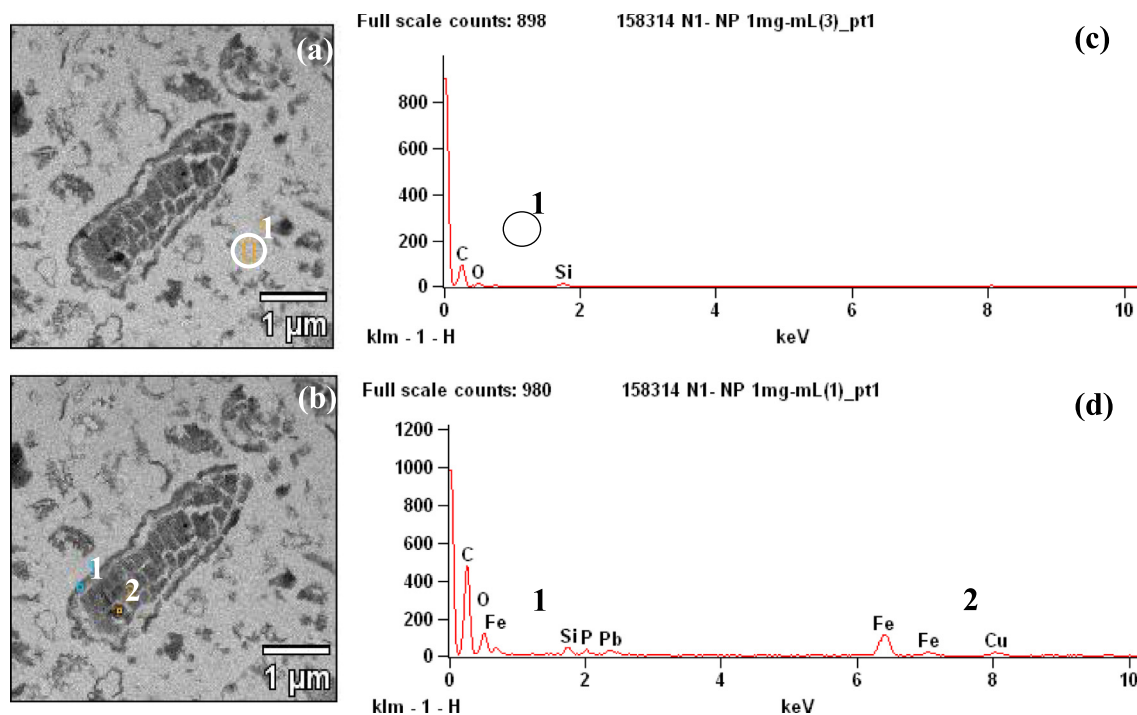 (a)
1
1 µm
Full scale counts: 898 158314 N1- NP 1mg-mL(3)_pt1
(c)
800
600
400
200
0
1
C
O
Si
0 2 4 6 8 10
klm - 1 - H keV
(b)
1
2
1 µm
Full scale counts: 980 158314 N1- NP 1mg-mL(1)_pt1
(d)
1200
1000
800
600
400
200
0
C
O
Fe
1
Si P Pb
Fe
Fe
2
Cu
0 2 4 6 8 10
klm - 1 - H keV